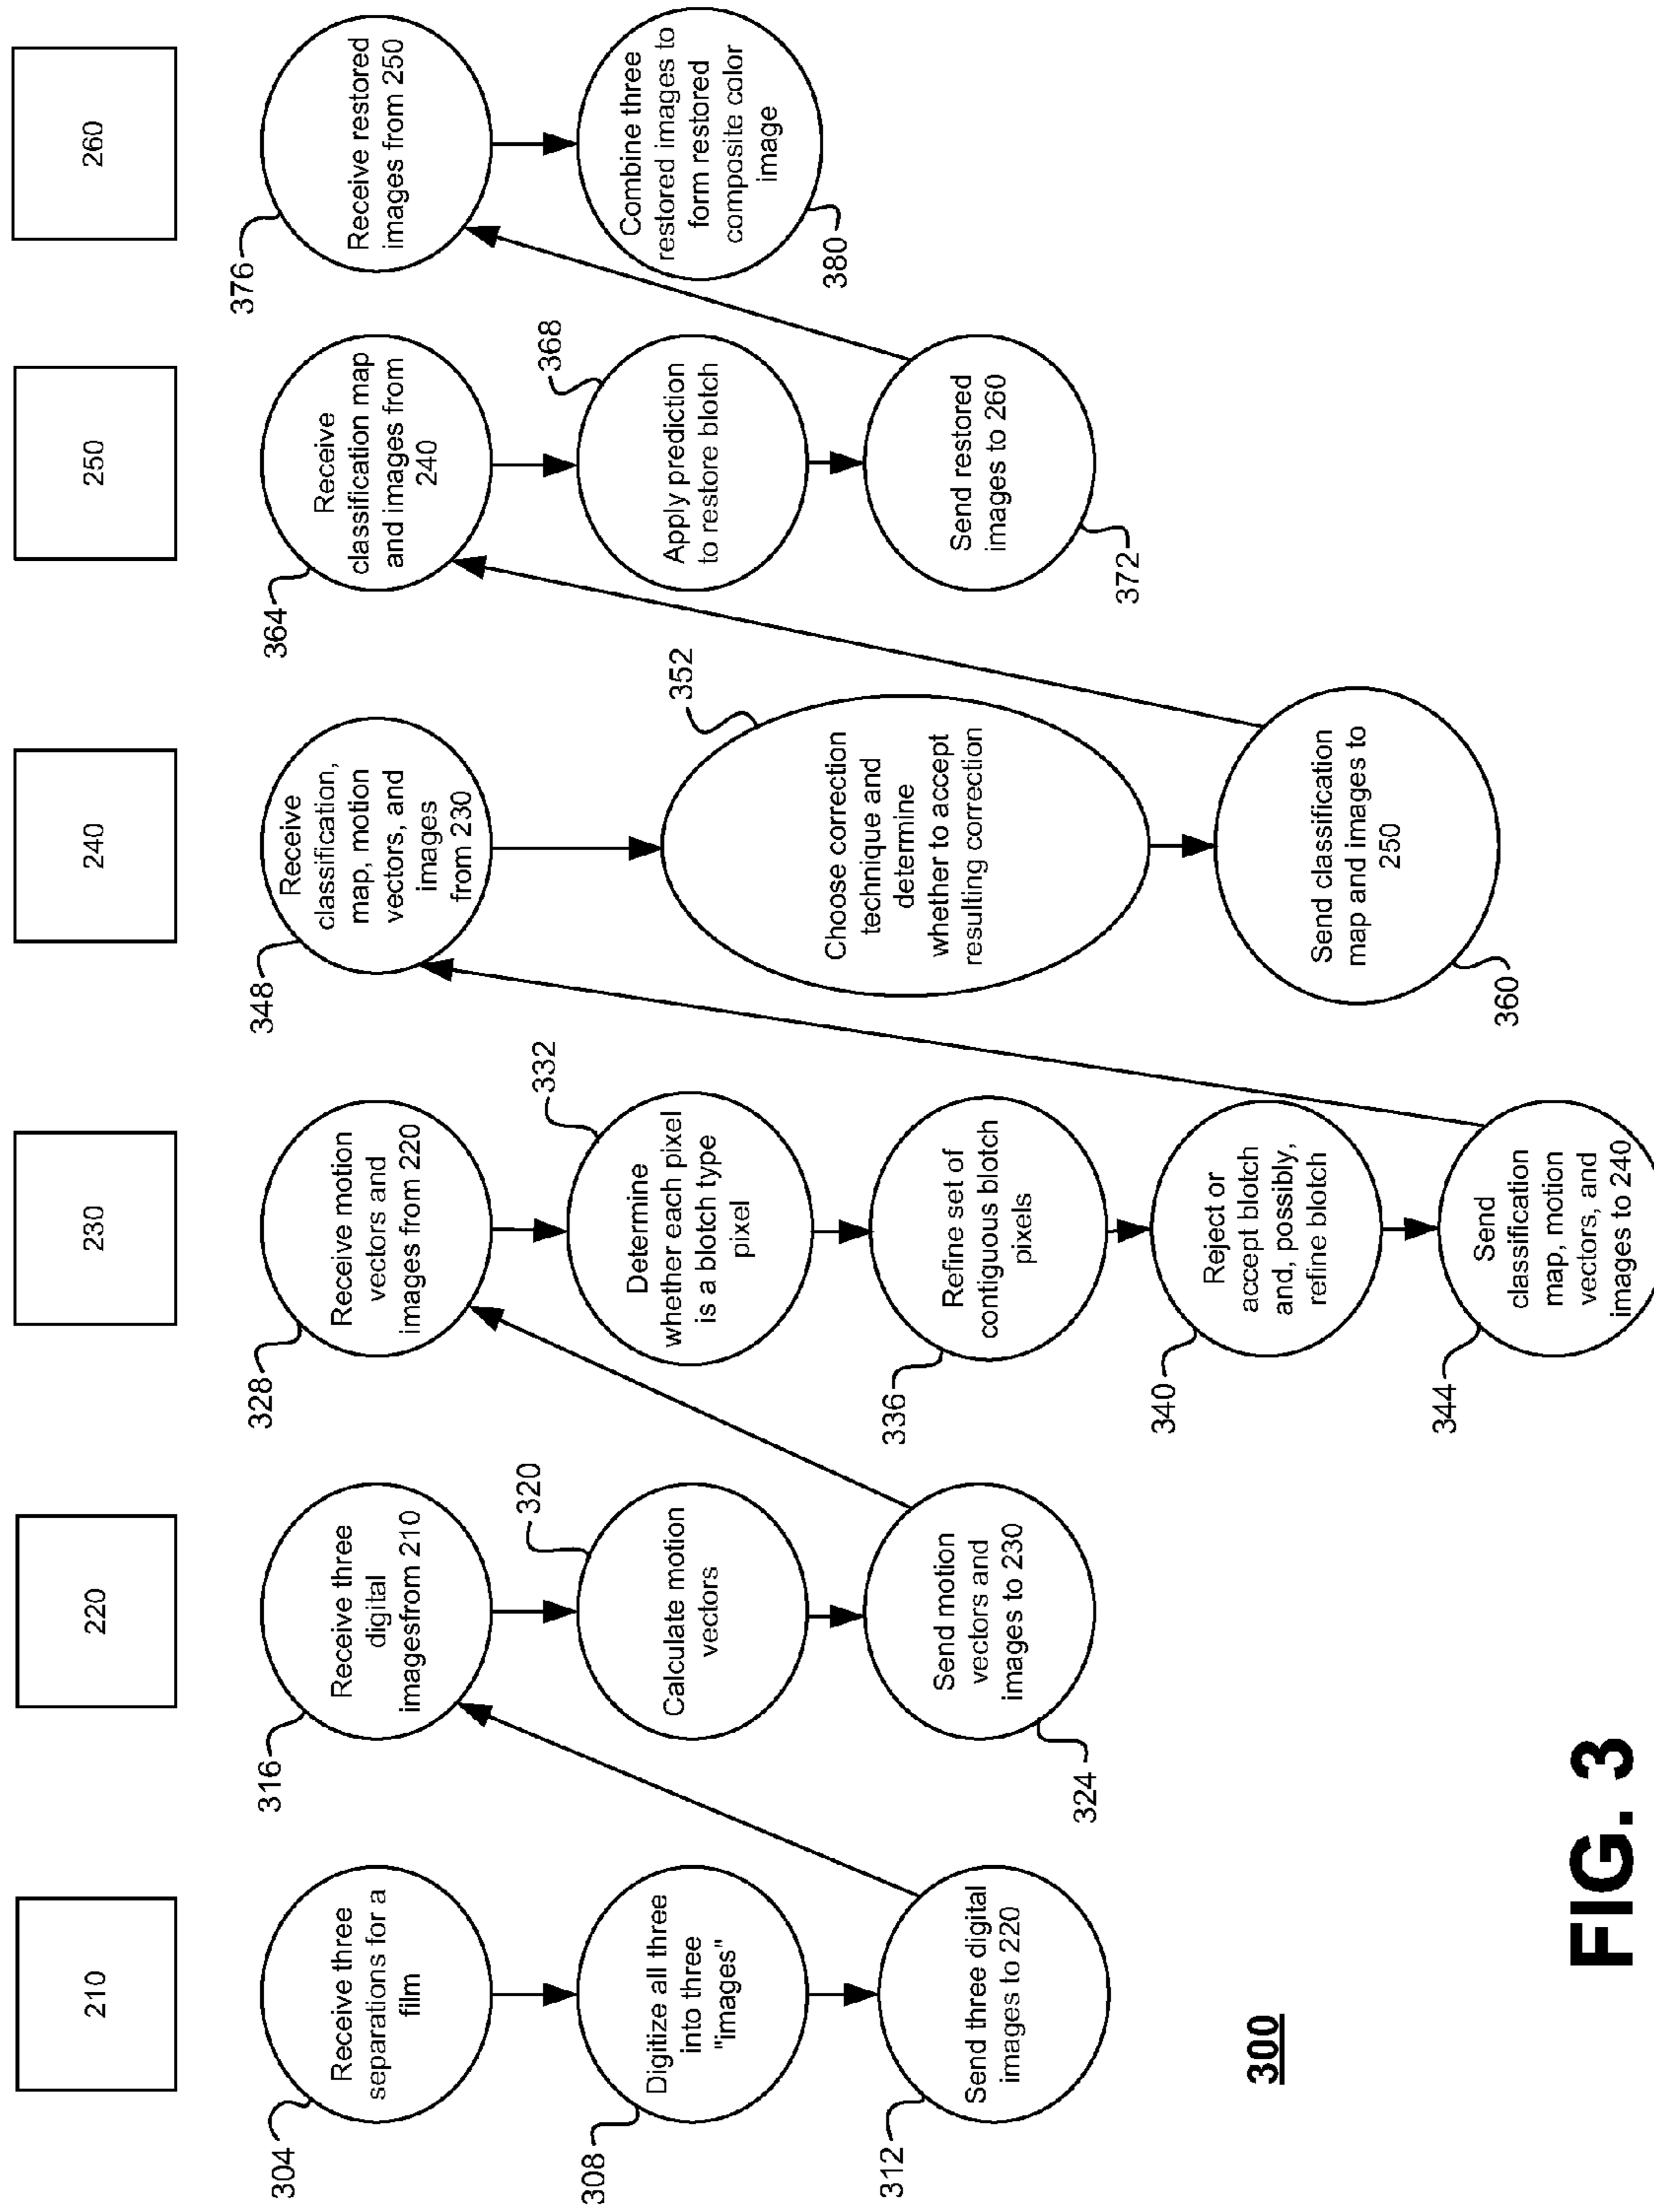 210
220
230
240
250
260
304
Receive three
separations for a
film
308
Digitize all three
into three
"images"
312
Send three digital
images to 220
316
Receive three
digital
imagesfrom 210
320
Calculate motion
vectors
324
Send motion
vectors and
images to 230
328
Receive motion
vectors and
images from 220
332
Determine
whether each pixel
is a blotch type
pixel
336
Refine set of
contiguous blotch
pixels
340
Reject or
accept blotch
and, possibly,
refine blotch
344
Send
classification
map, motion
vectors, and
images to 240
348
Receive
classification,
map, motion
vectors, and
images
from 230
352
Choose correction
technique and
determine
whether to accept
resulting correction
360
Send classification
map and images to
250
364
Receive
classification map
and images from
240
368
Apply prediction
to restore blotch
372
Send restored
images to 260
376
Receive restored
images from 250
380
Combine three
restored images to
form restored
composite color
image
300
FIG. 3